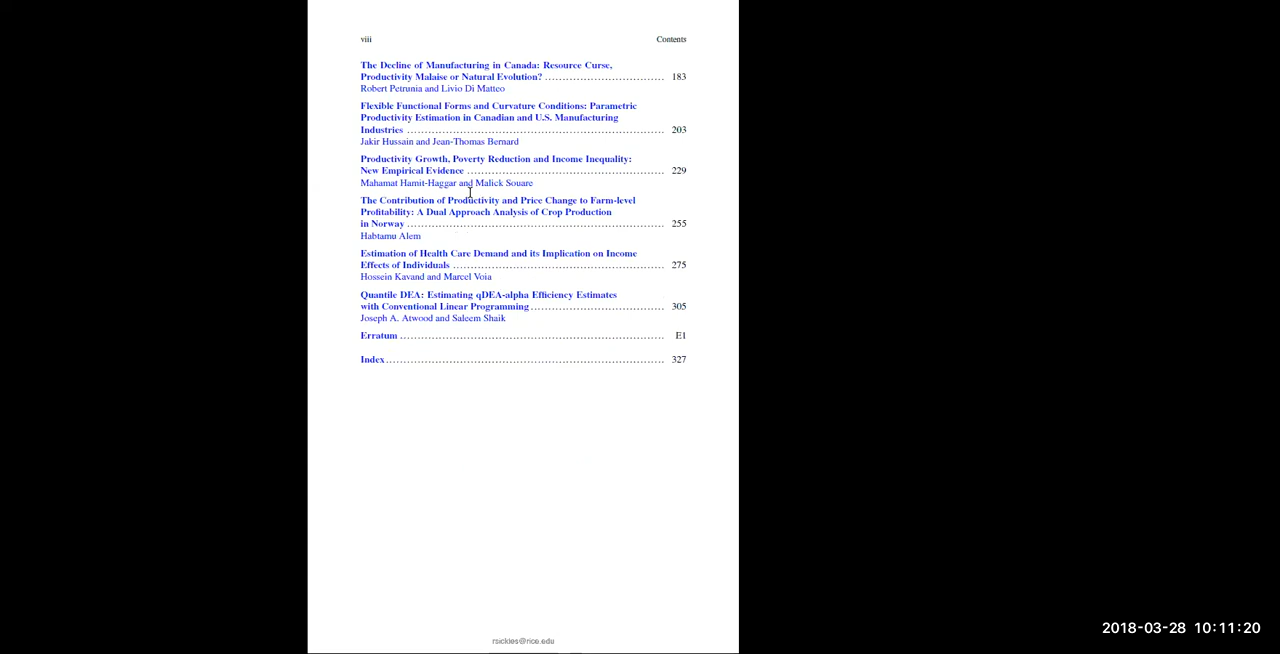 viii Contents
The Decline of Manufacturing in Canada: Resource Curse,
Productivity Malaise or Natural Evolution? ................................ 183
Robert Petrunia and Livio Di Matteo
Flexible Functional Forms and Curvature Conditions: Parametric
Productivity Estimation in Canadian and U.S. Manufacturing
Industries ................................................................ 203
Jakir Hussain and Jean-Thomas Bernard
Productivity Growth, Poverty Reduction and Income Inequality:
New Empirical Evidence .................................................. 229
Mahamat Hamit-Haggar and Malick Souare
The Contribution of Productivity and Price Change to Farm-level
Profitability: A Dual Approach Analysis of Crop Production
in Norway ................................................................ 255
Habtamu Alem
Estimation of Health Care Demand and its Implication on Income
Effects of Individuals ..................................................... 275
Hossein Kavand and Marcel Voia
Quantile DEA: Estimating qDEA-alpha Efficiency Estimates
with Conventional Linear Programming .................................. 305
Joseph A. Atwood and Saleem Shaik
Erratum .................................................................. E1
Index ..................................................................... 327
rsickles@rice.edu
2018-03-28 10:11:20